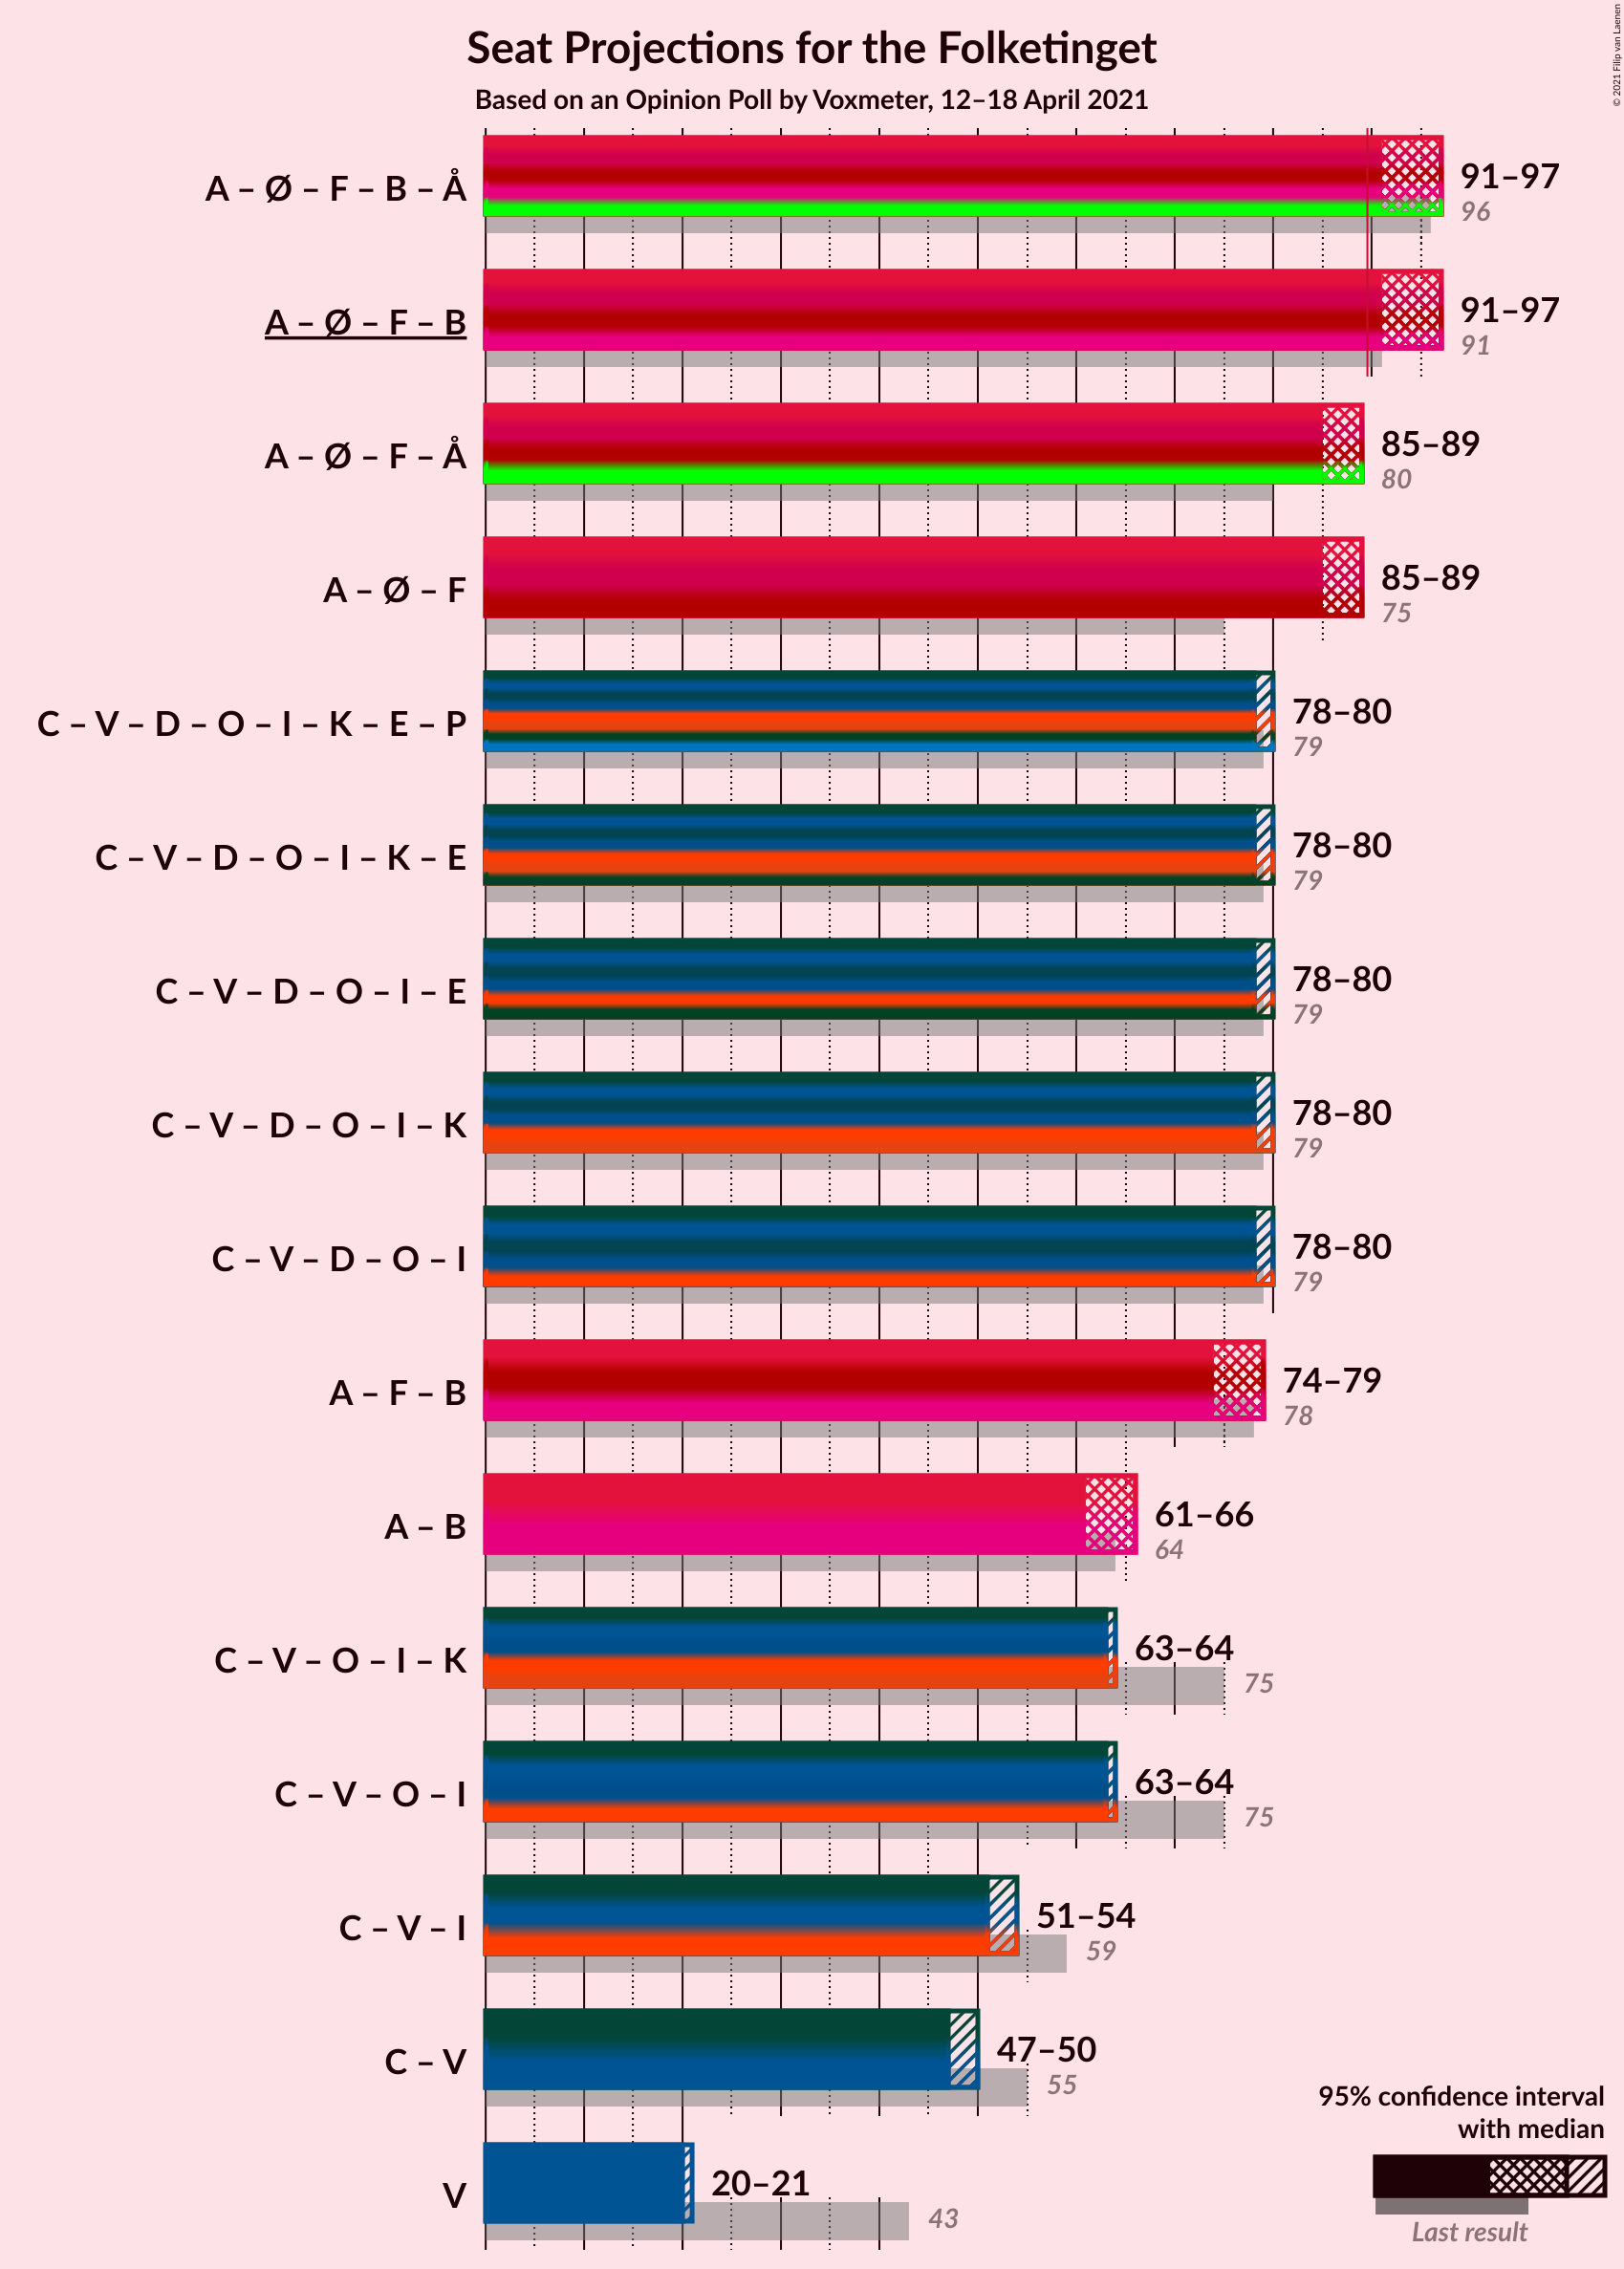 Seat Projections for the Folketinget
Based on an Opinion Poll by Voxmeter, 12–18 April 2021
© 2021 Filip van Laenen
A – Ø – F – B – Å
91–97
96
A – Ø – F – B
91–97
91
A – Ø – F – Å
85–89
80
A – Ø – F
85–89
75
C – V – D – O – I – K – E – P
78–80
79
C – V – D – O – I – K – E
78–80
79
C – V – D – O – I – E
78–80
79
C – V – D – O – I – K
78–80
79
C – V – D – O – I
78–80
79
A – F – B
74–79
78
A – B
61–66
64
C – V – O – I – K
63–64
75
C – V – O – I
63–64
75
C – V – I
51–54
59
C – V
47–50
55
V
20–21
43
95% confidence interval
with median
Last result